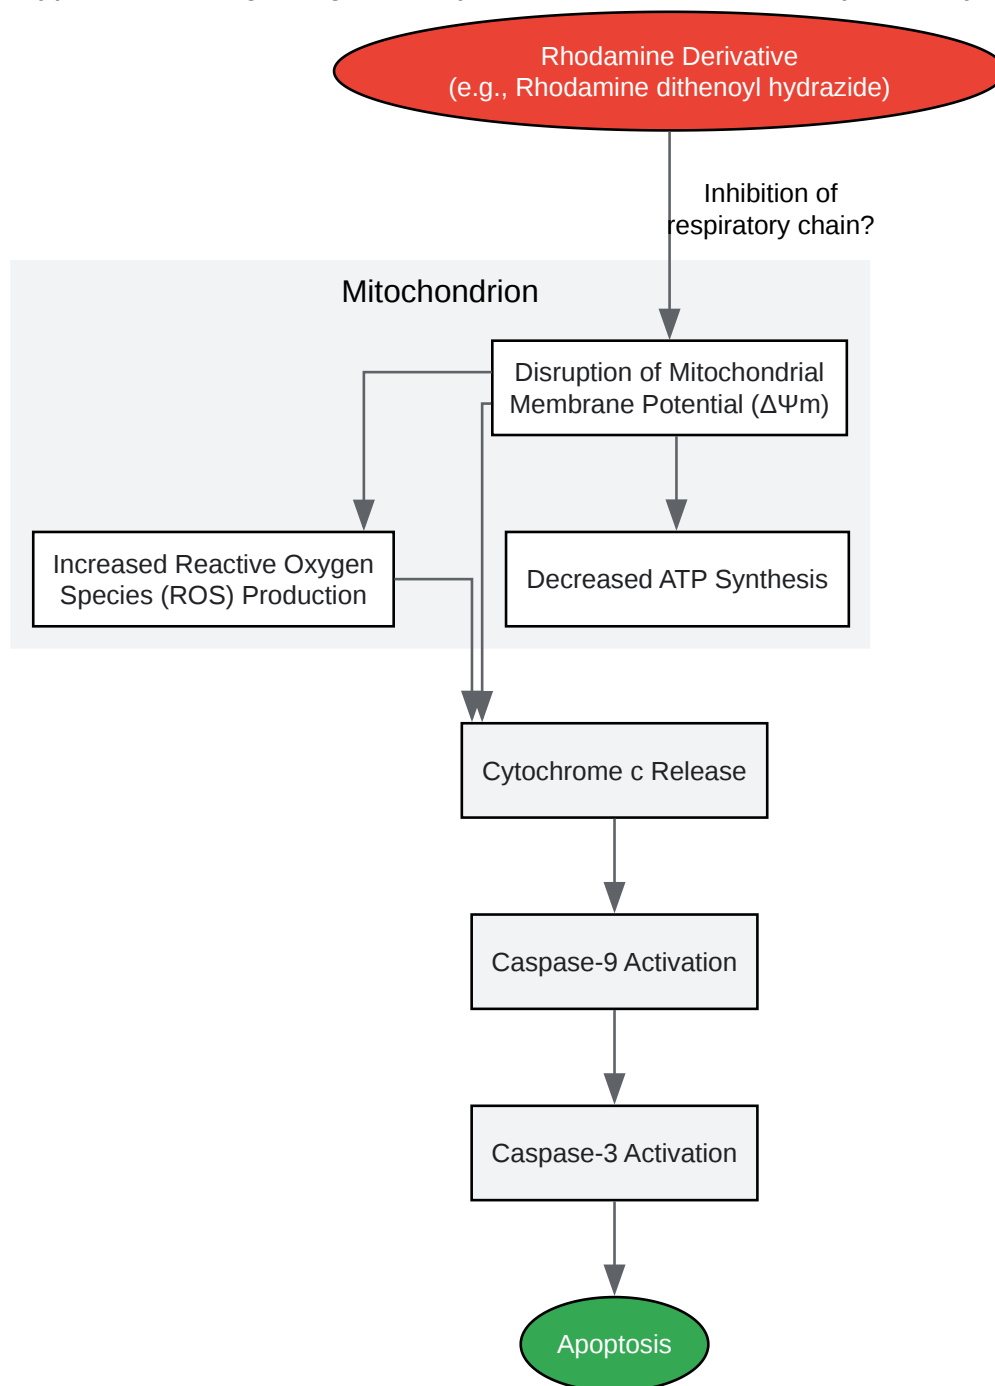 Rhodamine Derivative
(e.g., Rhodamine dithenoyl hydrazide)
Inhibition of
respiratory chain?
Mitochondrion
Disruption of Mitochondrial
Membrane Potential (ΔΨm)
Increased Reactive Oxygen
Species (ROS) Production
Decreased ATP Synthesis
Cytochrome c Release
Caspase-9 Activation
Caspase-3 Activation
Apoptosis